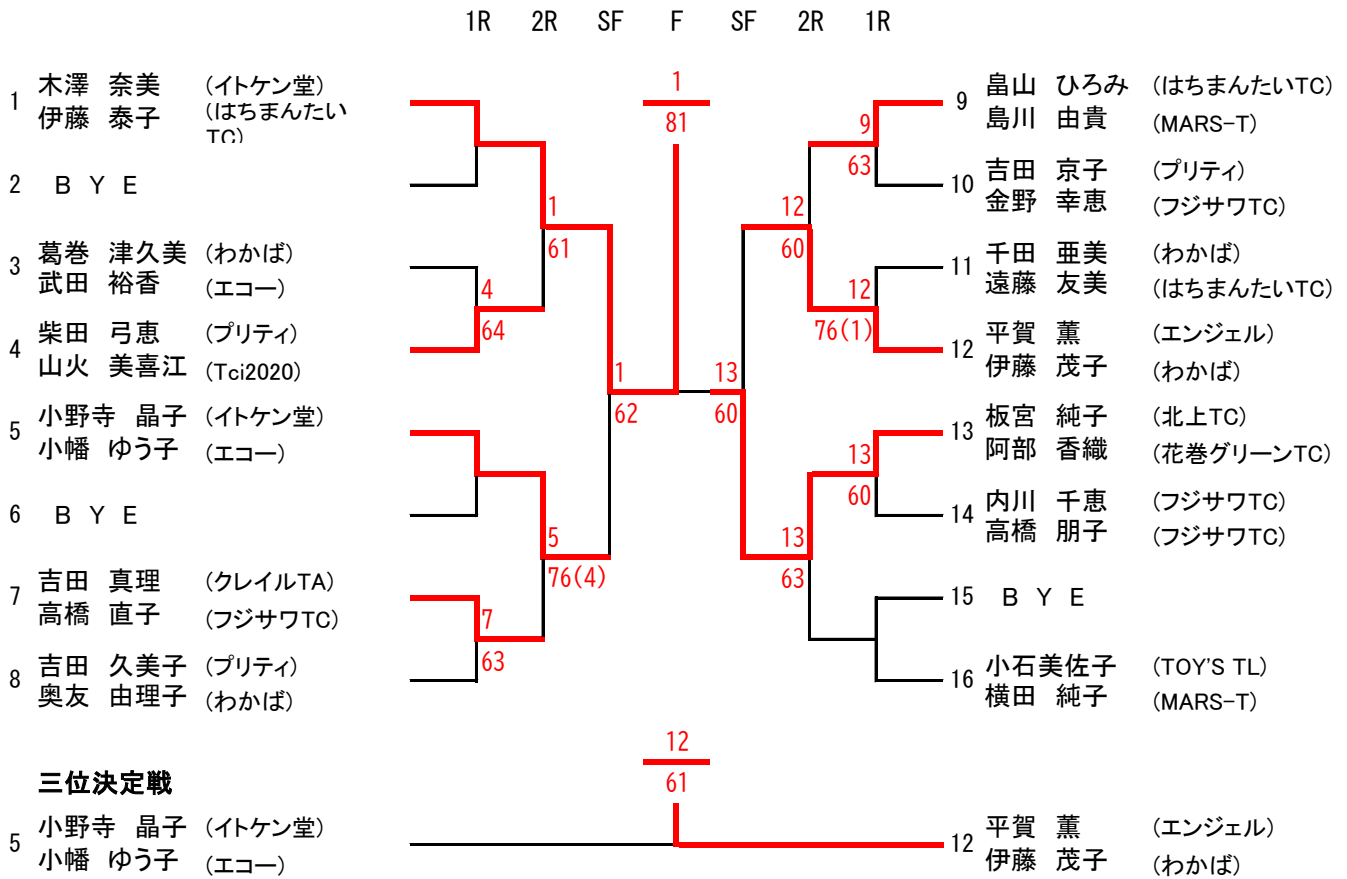 1R 2R SF F SF 2R 1R
1 木澤 奈美 (イトケン堂)
伊藤 泰子 (はちまんたい
TC)
2 B Y E
3 葛巻 津久美 (わかば)
武田 裕香 (エコー)
4 柴田 弓恵 (プリティ)
山火 美喜江 (Tci2020)
5 小野寺 晶子 (イトケン堂)
小幡 ゆう子 (エコー)
6 B Y E
7 吉田 真理 (クレイルTA)
高橋 直子 (フジサワTC)
8 吉田 久美子 (プリティ)
奥友 由理子 (わかば)
4
64
7
63
1
61
5
76(4)
1
62
1
81
13
60
12
60
13
63
9
63
12
76(1)
13
60
9 畠山 ひろみ (はちまんたいTC)
島川 由貴 (MARS-T)
10 吉田 京子 (プリティ)
金野 幸恵 (フジサワTC)
11 千田 亜美 (わかば)
遠藤 友美 (はちまんたいTC)
12 平賀 薫 (エンジェル)
伊藤 茂子 (わかば)
13 板宮 純子 (北上TC)
阿部 香織 (花巻グリーンTC)
14 内川 千恵 (フジサワTC)
高橋 朋子 (フジサワTC)
15 B Y E
16 小石美佐子 (TOY'S TL)
横田 純子 (MARS-T)
三位決定戦
5 小野寺 晶子 (イトケン堂)
小幡 ゆう子 (エコー)
12
61
12 平賀 薫 (エンジェル)
伊藤 茂子 (わかば)